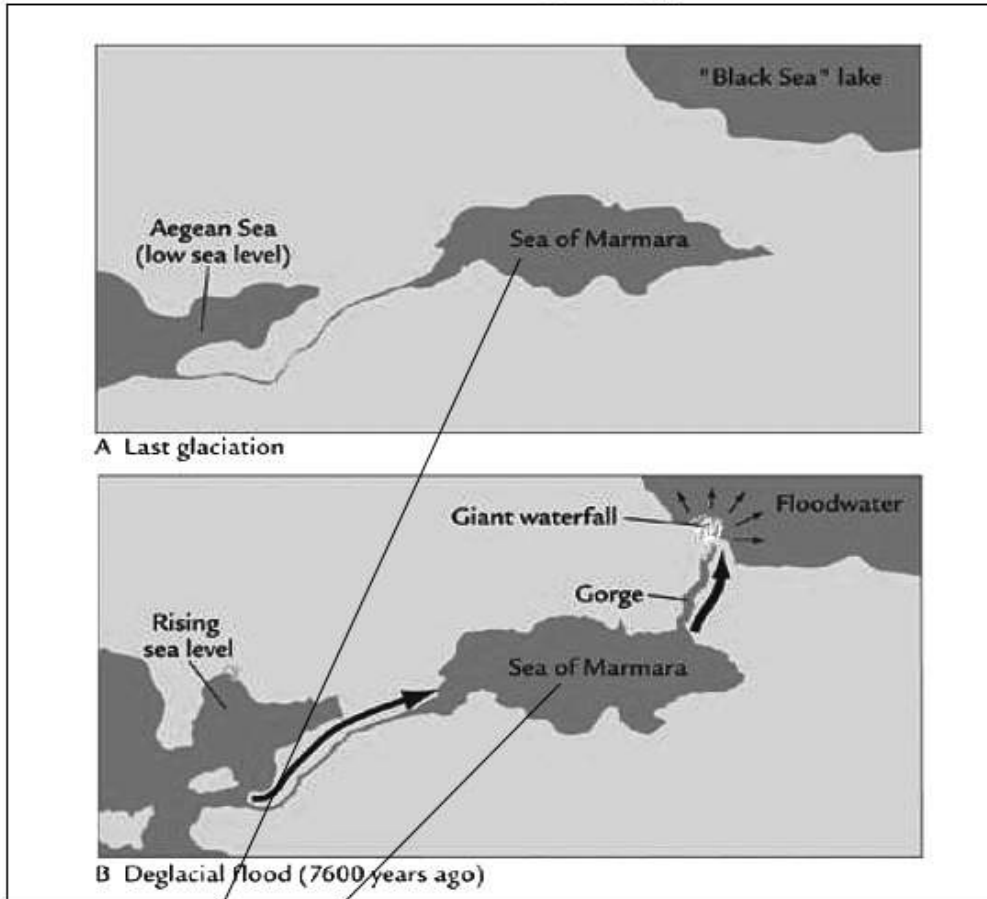 "Black Sea" lake
Aegean Sea
(low sea level)
Sea of Marmara
A Last glaciation
Giant waterfall
Floodwater
Gorge
Rising
sea level
Sea of Marmara
B Deglacial flood (7600 years ago)